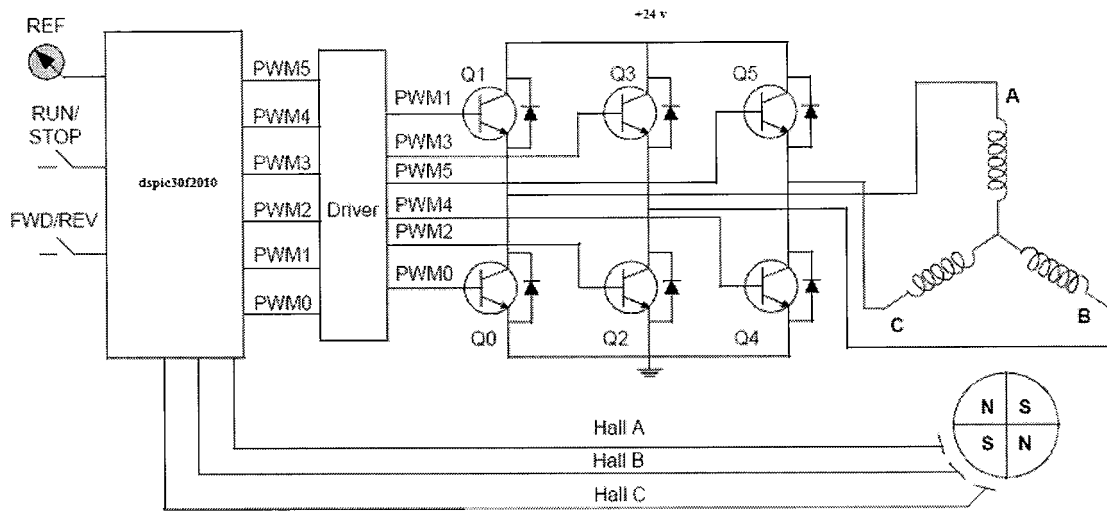 +24 v
REF
RUN/
STOP
FWD/REV
dspic30f2010
PWM5
PWM4
PWM3
PWM2
PWM1
PWM0
Driver
PWM1
PWM3
PWM5
PWM4
PWM2
PWM0
Q1
Q3
Q5
Q0
Q2
Q4
A
C
B
N S
S N
Hall A
Hall B
Hall C